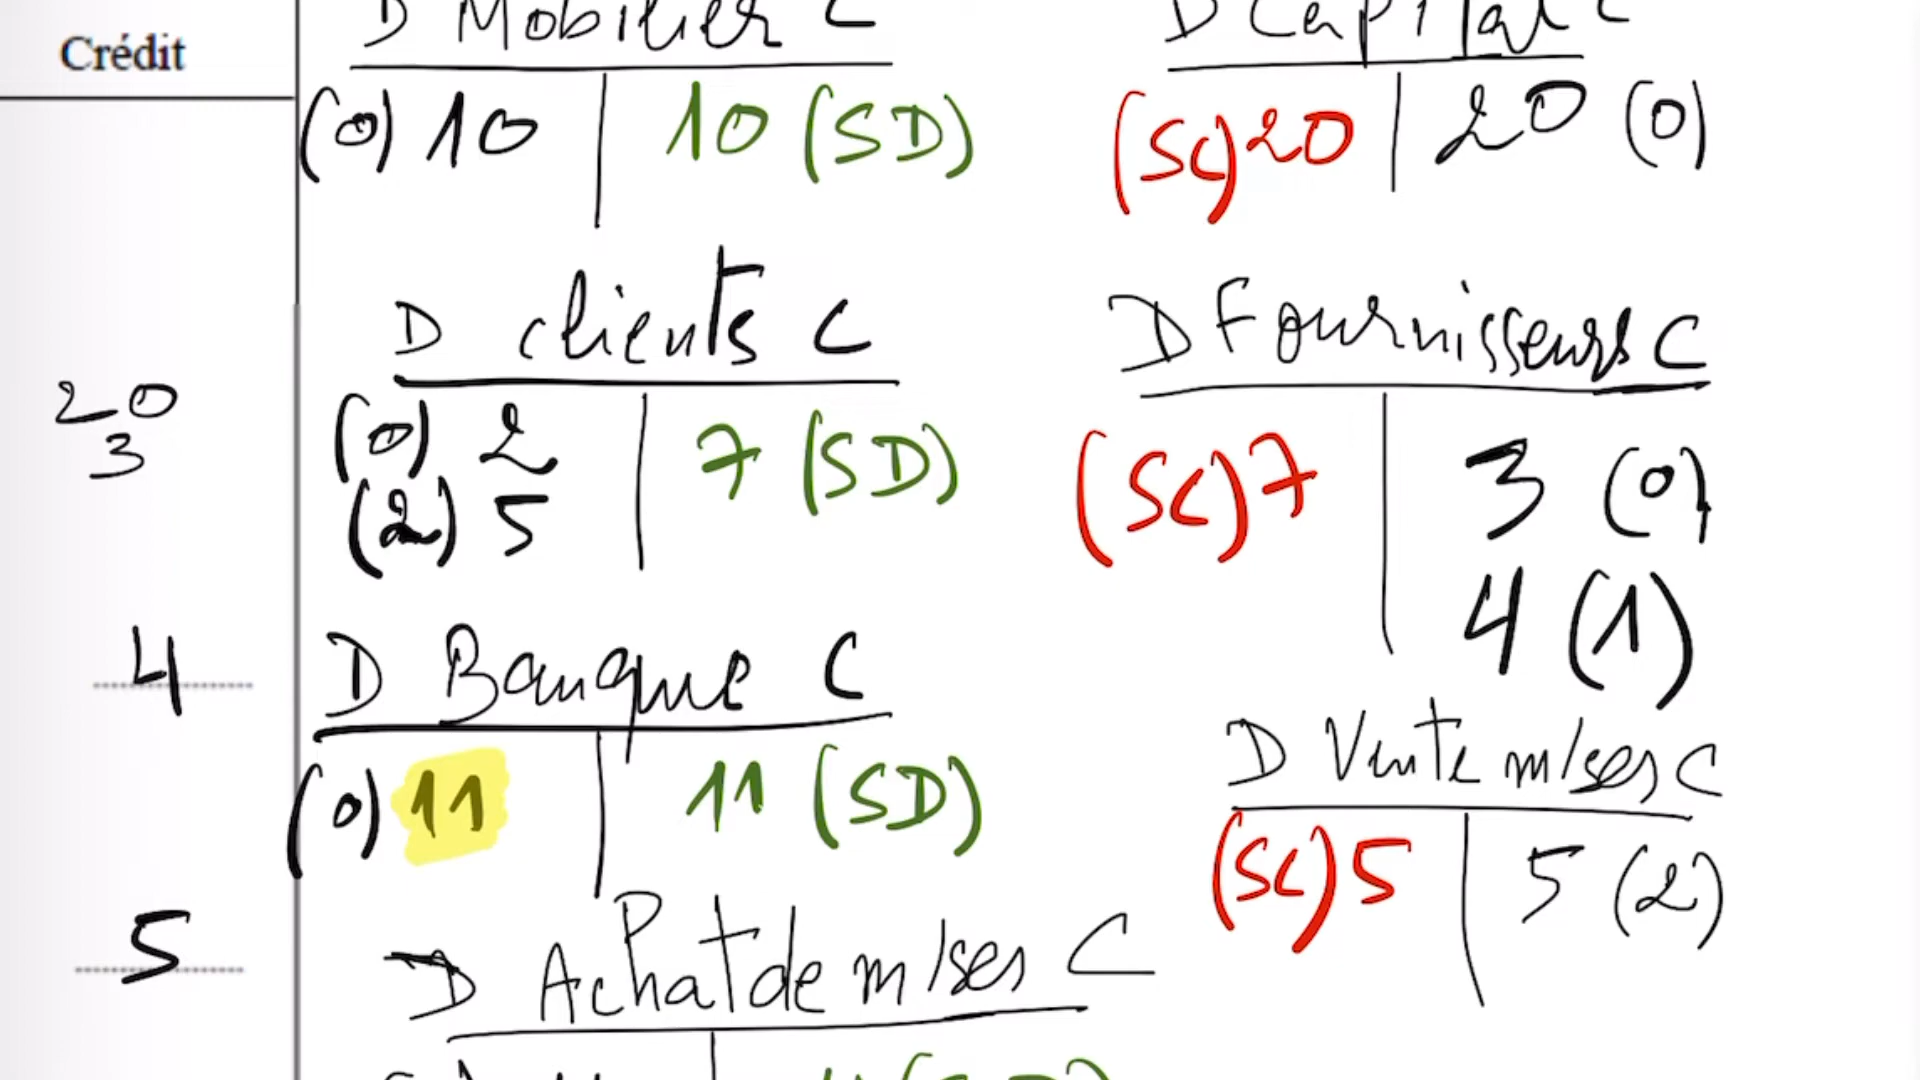 Crédit
D Mobilier C
(0) 10 | 10 (SD)
D Capital C
(SC) 20 | 20 (0)
D clients C
(0) 2 | 7 (SD)
(2) 5
D Fournisseurs C
(SC) 7 | 3 (0)
4 (1)
20
3
4
5
D Banque C
(0) 11 | 11 (SD)
D Vente m/ses C
(SC) 5 | 5 (2)
D Achat de m/ses C